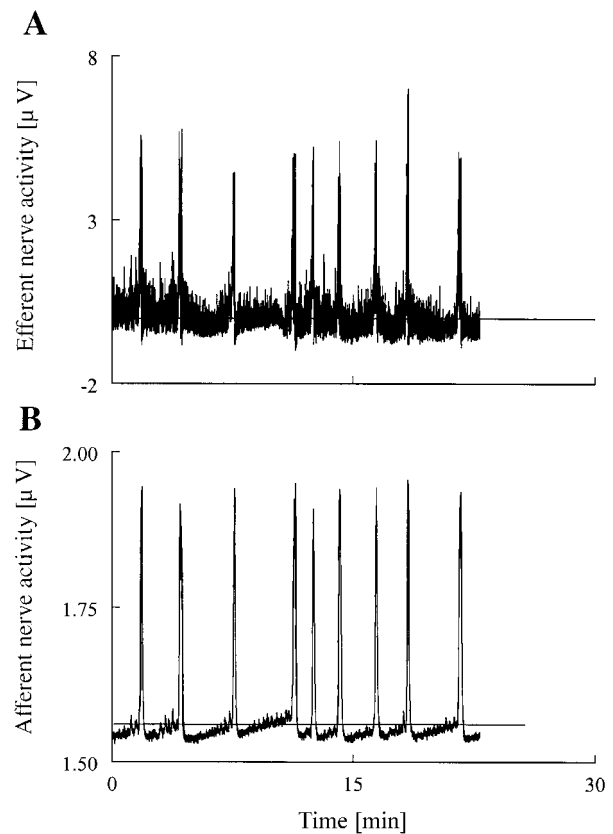 A
Efferent nerve activity [µ V]
8
3
-2
B
Afferent nerve activity [µ V]
2.00
1.75
1.50
0
15
30
Time [min]